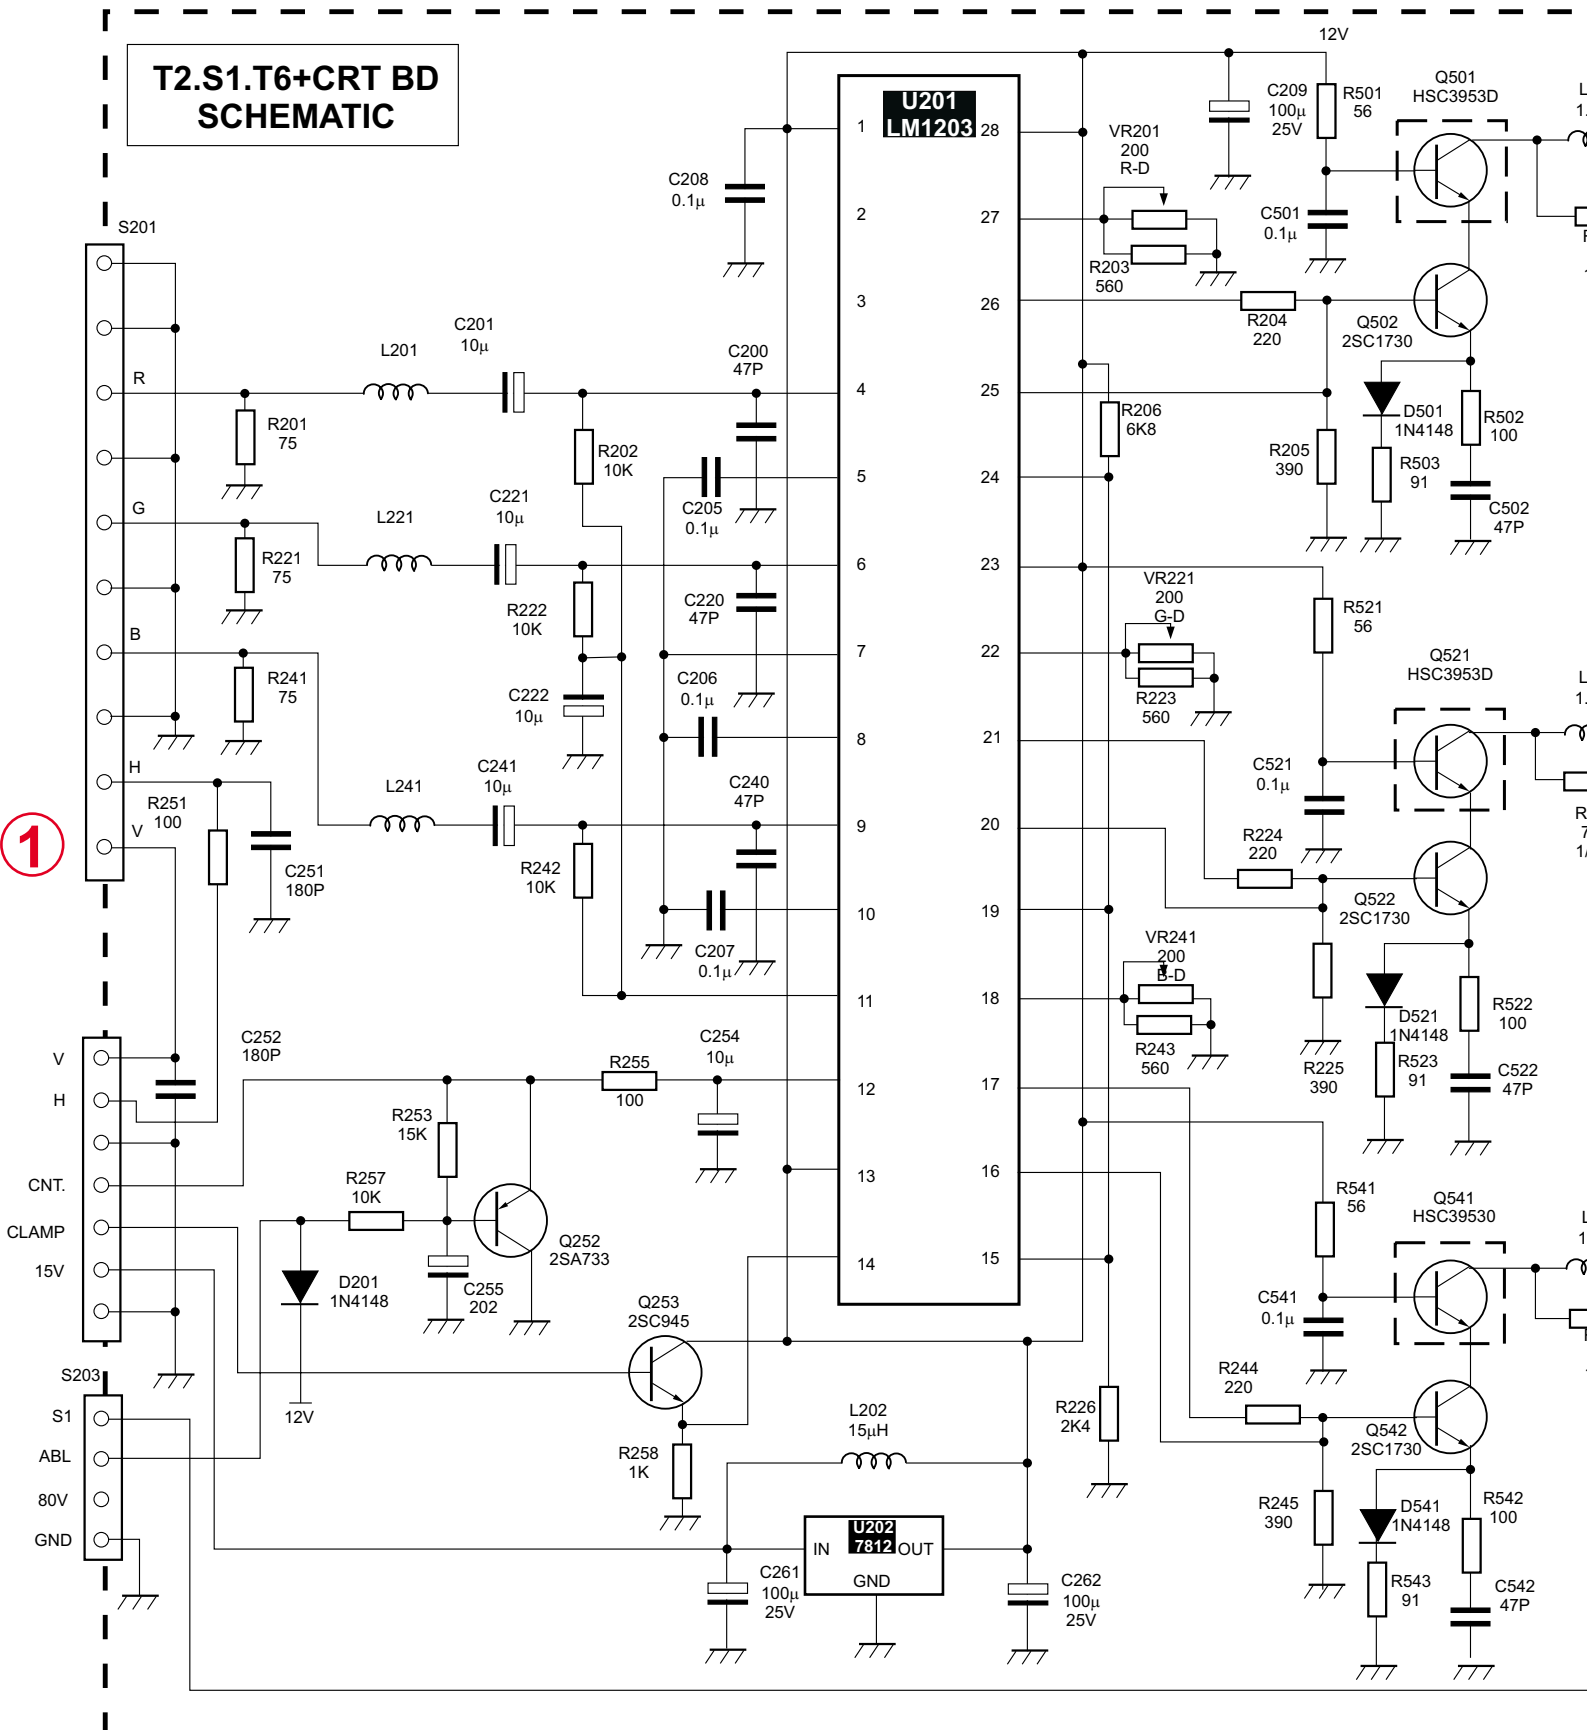 T2.S1.T6+CRT BD
SCHEMATIC
12V
U201
LM1203
1
2
3
4
5
6
7
8
9
10
11
12
13
14
28
27
26
25
24
23
22
21
20
19
18
17
16
15
C209
100μ
25V
R501
56
Q501
HSC3953D
VR201
200
R-D
C208
0.1μ
C501
0.1μ
R203
560
S201
R204
220
Q502
2SC1730
C201
10μ
L201
C200
47P
R
R201
75
R202
10K
R206
6K8
D501
1N4148
R502
100
R205
390
R503
91
C502
47P
C205
0.1μ
G
L221
C221
10μ
R221
75
R222
10K
C220
47P
VR221
200
G-D
R521
56
B
R241
75
C222
10μ
C206
0.1μ
R223
560
Q521
HSC3953D
H
L241
C241
10μ
C240
47P
C521
0.1μ
V
R251
100
1
C251
180P
R242
10K
R224
220
Q522
2SC1730
C207
0.1μ
VR241
200
B-D
R243
560
D521
1N4148
R522
100
R225
390
R523
91
C522
47P
V
H
CNT.
CLAMP
15V
C252
180P
C254
10μ
R255
100
R253
15K
R257
10K
Q252
2SA733
D201
1N4148
C255
202
12V
Q253
2SC945
R541
56
Q541
HSC39530
C541
0.1μ
S203
S1
ABL
80V
GND
R258
1K
L202
15μH
R226
2K4
R244
220
Q542
2SC1730
R245
390
D541
1N4148
R542
100
R543
91
C542
47P
U202
7812
IN
OUT
GND
C261
100μ
25V
C262
100μ
25V